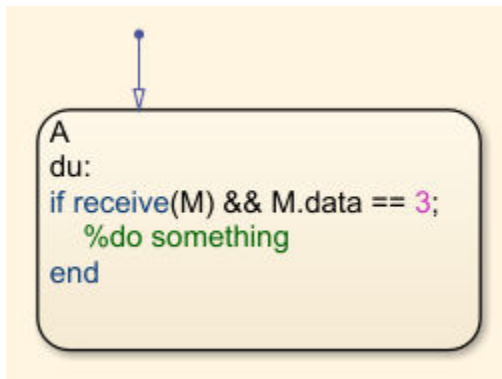 A
du:
if receive(M) && M.data == 3;
%do something
end